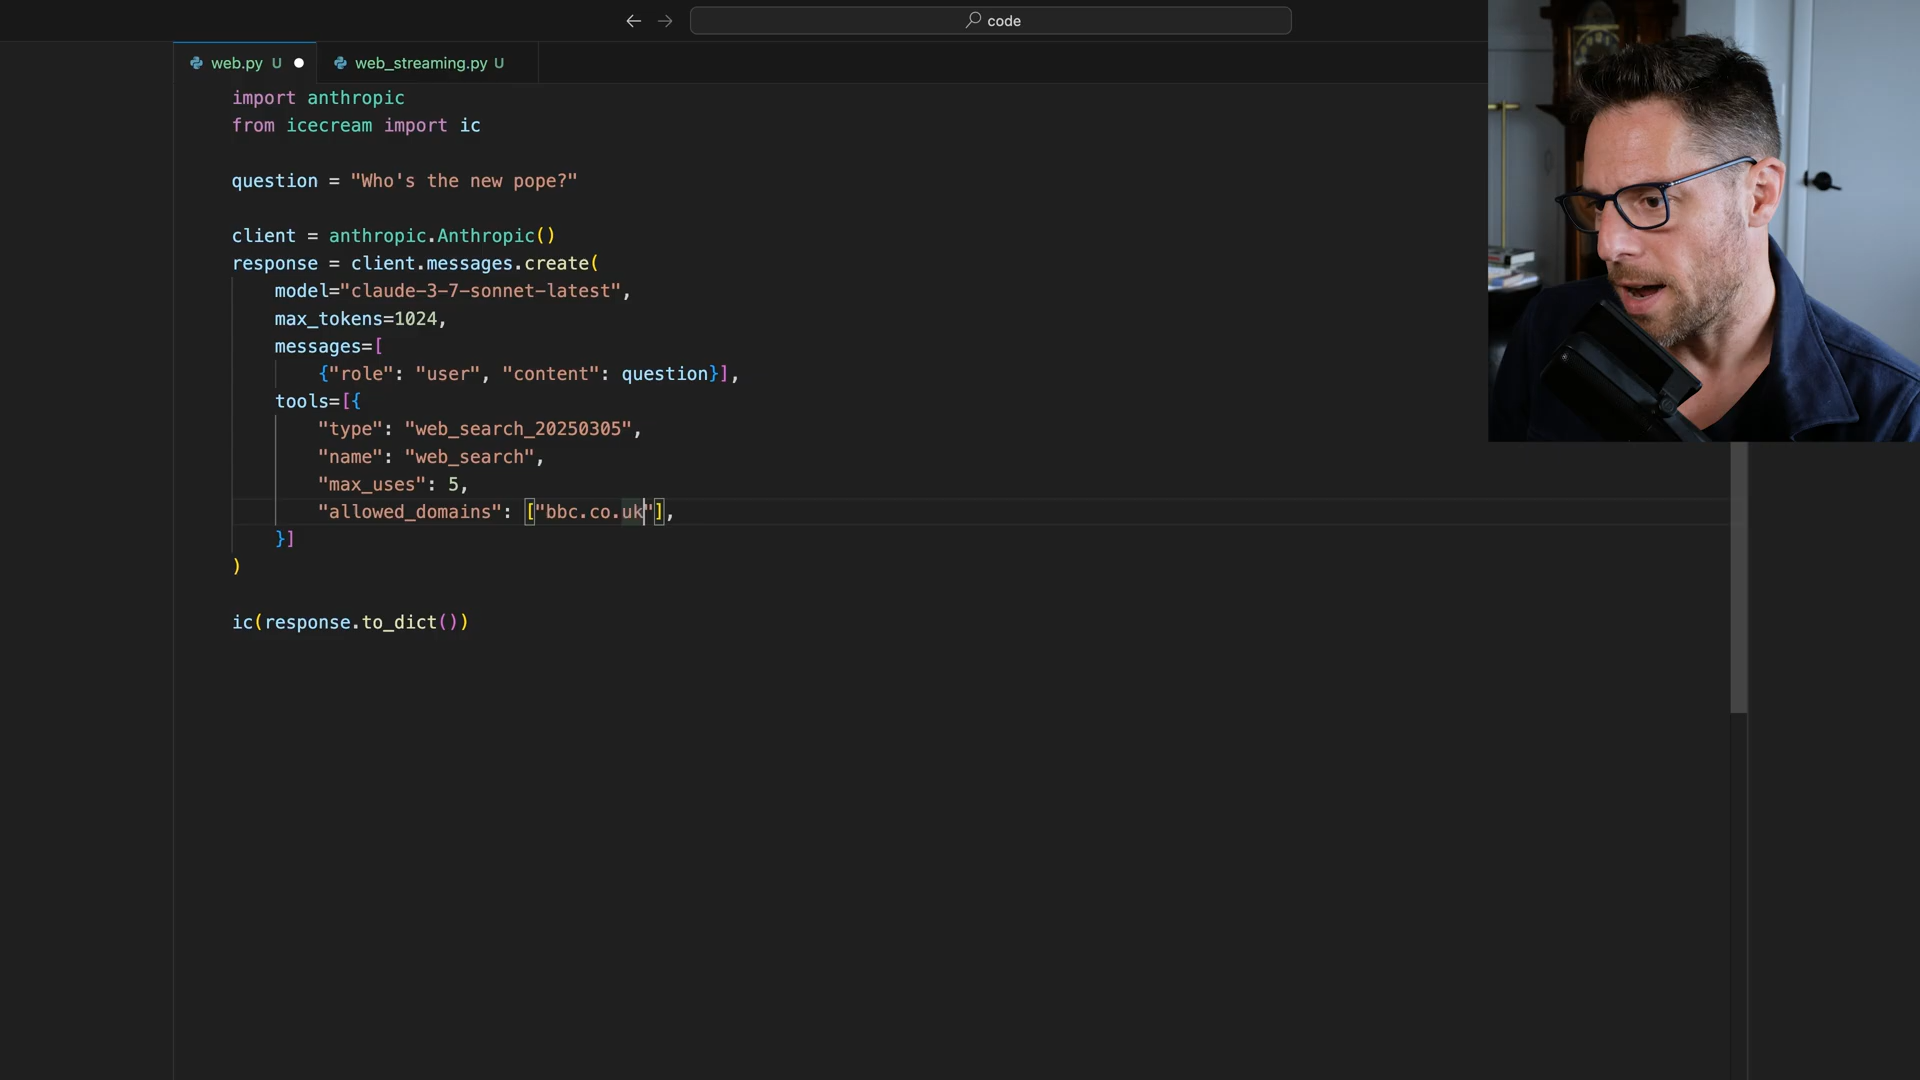 code
web.py U
web_streaming.py U
import anthropic
from icecream import ic
question = "Who's the new pope?"
client = anthropic.Anthropic()
response = client.messages.create(
model="claude-3-7-sonnet-latest",
max_tokens=1024,
messages=[
{"role": "user", "content": question}],
tools=[{
"type": "web_search_20250305",
"name": "web_search",
"max_uses": 5,
"allowed_domains": ["bbc.co.uk"],
}]
)
ic(response.to_dict())